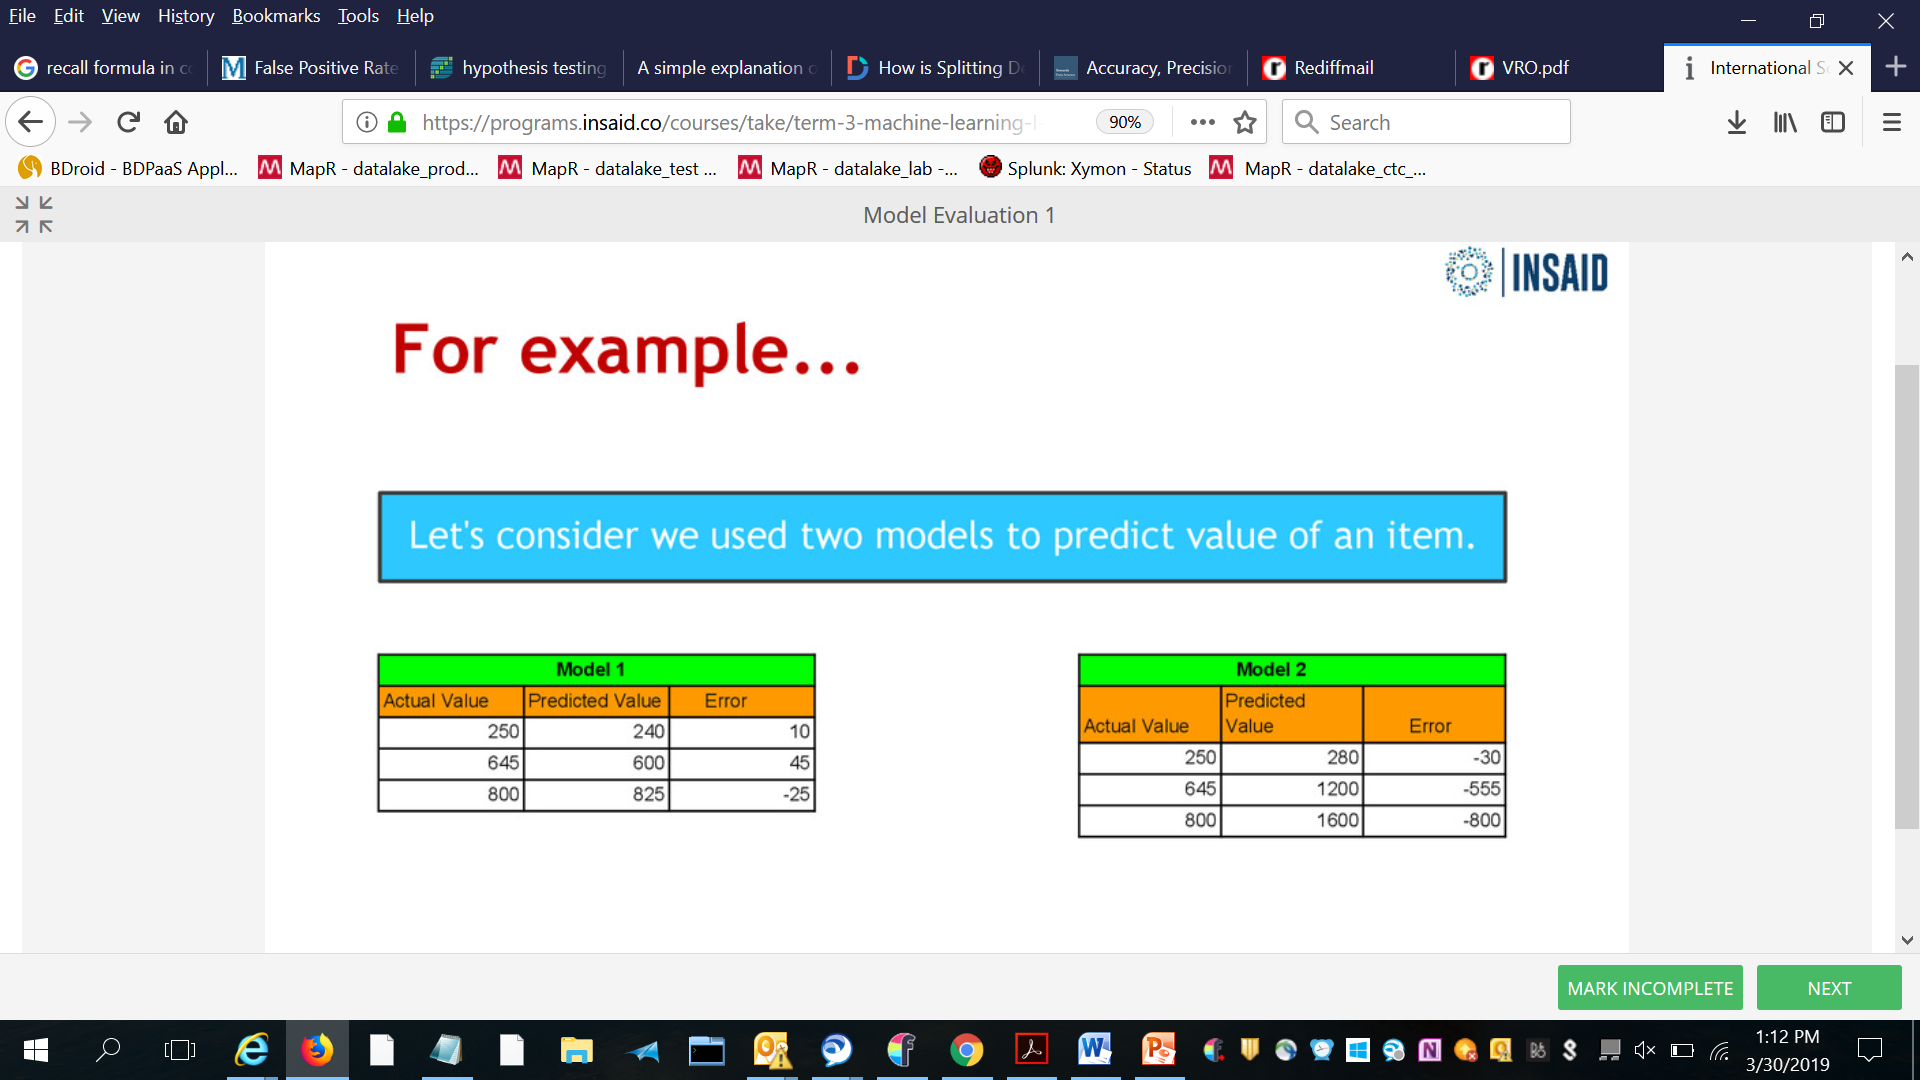 File Edit View History Bookmarks Tools Help
recall formula in c
False Positive Rate
hypothesis testing
A simple explanation
How is Splitting D
Accuracy, Precision
Rediffmail
VRO.pdf
International S
https://programs.insaid.co/courses/take/term-3-machine-learning-l
90%
Search
BDroid - BDPaaS Appl...
MapR - datalake_prod...
MapR - datalake_test ...
MapR - datalake_lab -...
Splunk: Xymon - Status
MapR - datalake_ctc_...
Model Evaluation 1
INSAID
For example...
Let's consider we used two models to predict value of an item.
Model 1
Actual Value Predicted Value Error
250 240 10
645 600 45
800 825 -25
Model 2
Actual Value Predicted Value Error
250 280 -30
645 1200 -555
800 1600 -800
MARK INCOMPLETE
NEXT
1:12 PM
3/30/2019